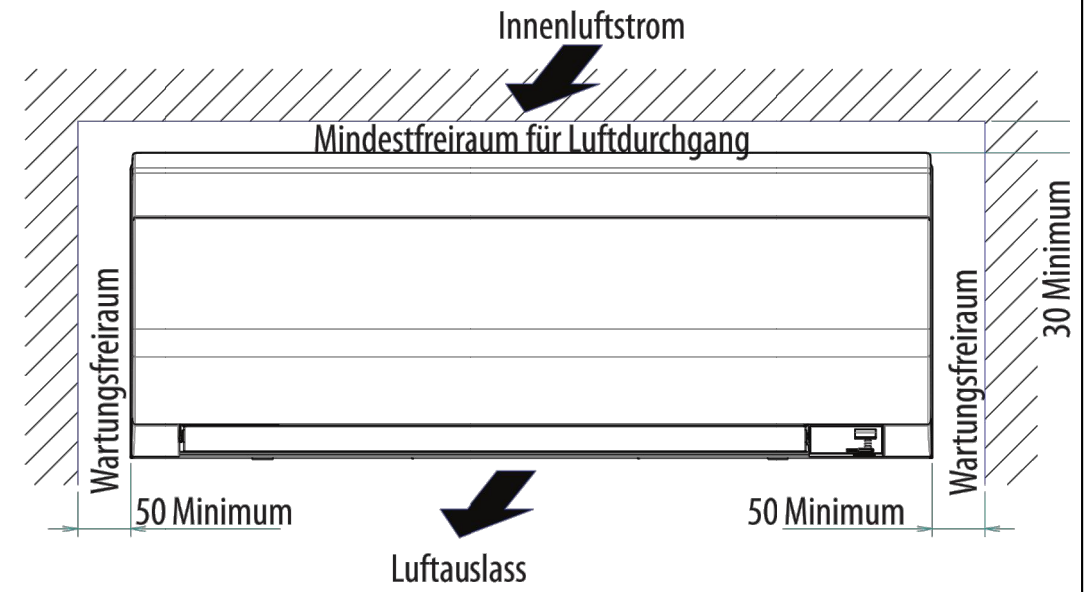 Innenluftstrom
Mindestfreiraum für Luftdurchgang
Wartungsfreiraum
Wartungsfreiraum
30 Minimum
50 Minimum
50 Minimum
Luftauslass